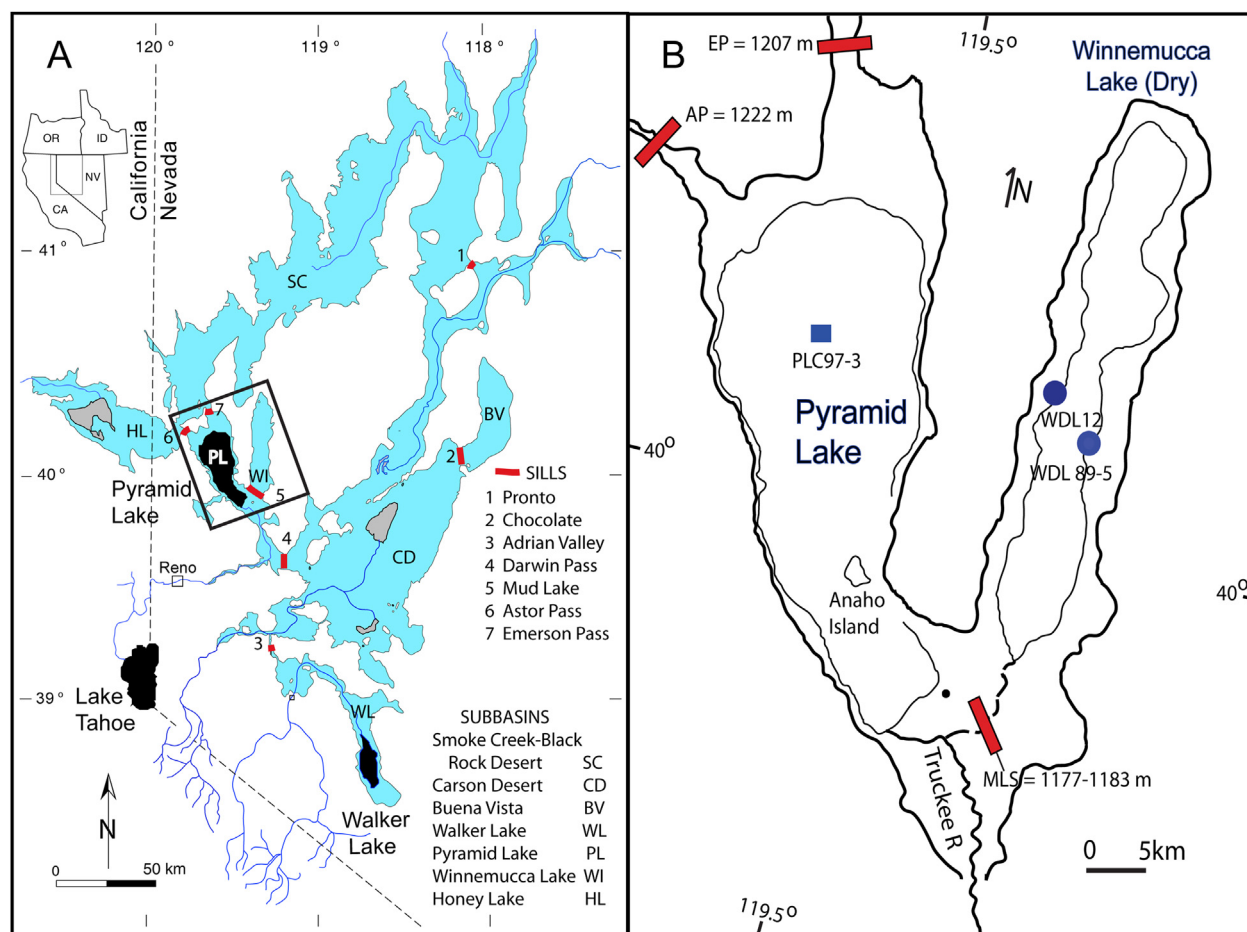 A
120 °
119°
118 °
OR
ID
NV
CA
California
Nevada
41°
1
SC
BV
7
HL
6
PL
WI
2
40°
5
Pyramid
Lake
SILLS
1 Pronto
2 Chocolate
3 Adrian Valley
4 Darwin Pass
5 Mud Lake
6 Astor Pass
7 Emerson Pass
4
CD
Reno
3
39°
Lake
Tahoe
WL
Walker
Lake
SUBBASINS
Smoke Creek-Black
Rock Desert SC
Carson Desert CD
Buena Vista BV
Walker Lake WL
Pyramid Lake PL
Winnemucca Lake WI
Honey Lake HL
N
0 50 km
B
EP = 1207 m
119.5°
Winnemucca
Lake (Dry)
AP = 1222 m
N
PLC97-3
Pyramid
Lake
WDL12
WDL 89-5
40°
40°
Anaho
Island
Truckee R
MLS = 1177-1183 m
0 5km
119.5°